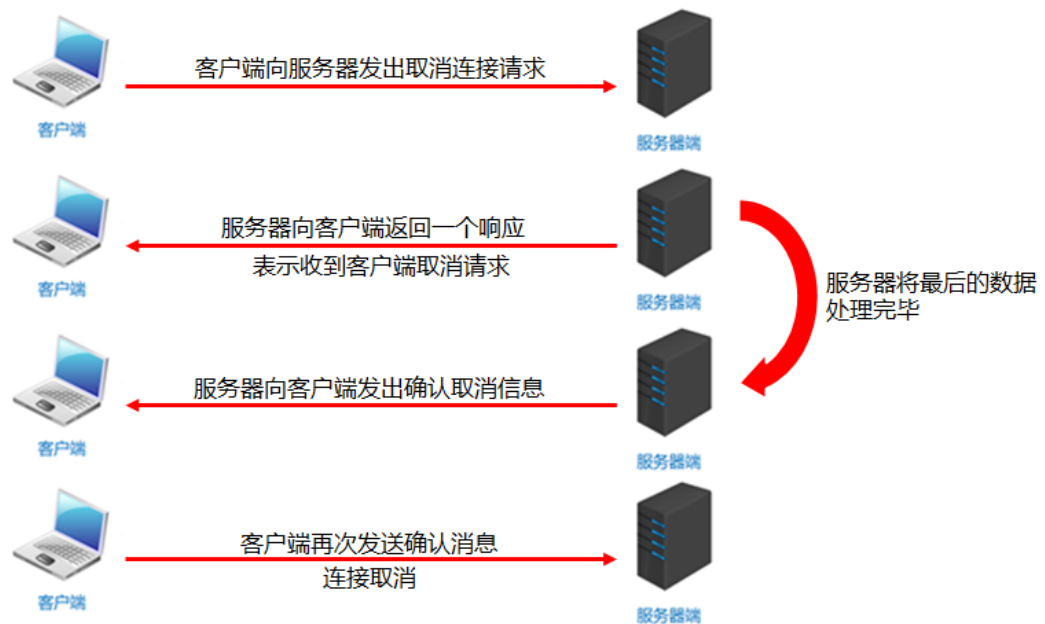 客户端向服务器发出取消连接请求
客户端
服务器端
服务器向客户端返回一个响应
表示收到客户端取消请求
客户端
服务器端
服务器将最后的数据
处理完毕
服务器向客户端发出确认取消信息
客户端
服务器端
客户端再次发送确认消息
连接取消
客户端
服务器端